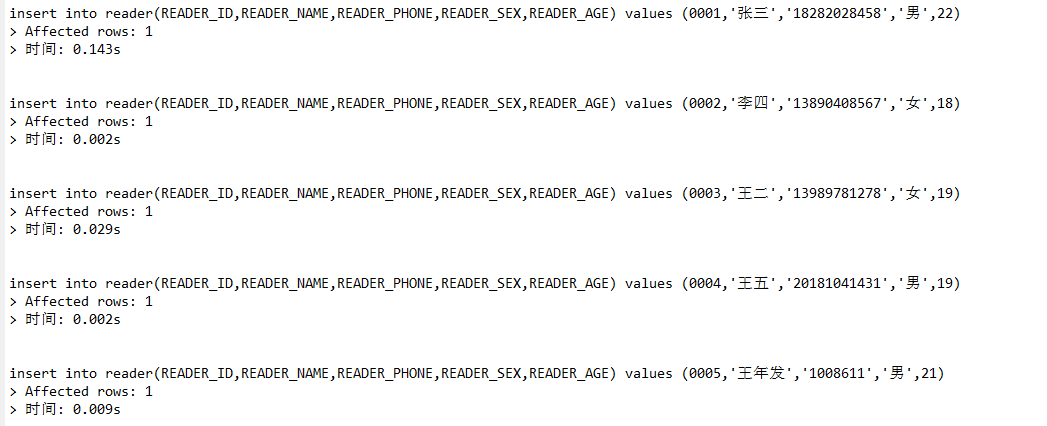 insert into reader(READER_ID,READER_NAME,READER_PHONE,READER_SEX,READER_AGE) values (0001,'张三','18282028458','男',22)
> Affected rows: 1
> 时间: 0.143s
insert into reader(READER_ID,READER_NAME,READER_PHONE,READER_SEX,READER_AGE) values (0002,'李四','13890408567','女',18)
> Affected rows: 1
> 时间: 0.002s
insert into reader(READER_ID,READER_NAME,READER_PHONE,READER_SEX,READER_AGE) values (0003,'王二','13989781278','女',19)
> Affected rows: 1
> 时间: 0.029s
insert into reader(READER_ID,READER_NAME,READER_PHONE,READER_SEX,READER_AGE) values (0004,'王五','20181041431','男',19)
> Affected rows: 1
> 时间: 0.002s
insert into reader(READER_ID,READER_NAME,READER_PHONE,READER_SEX,READER_AGE) values (0005,'王年发','1008611','男',21)
> Affected rows: 1
> 时间: 0.009s